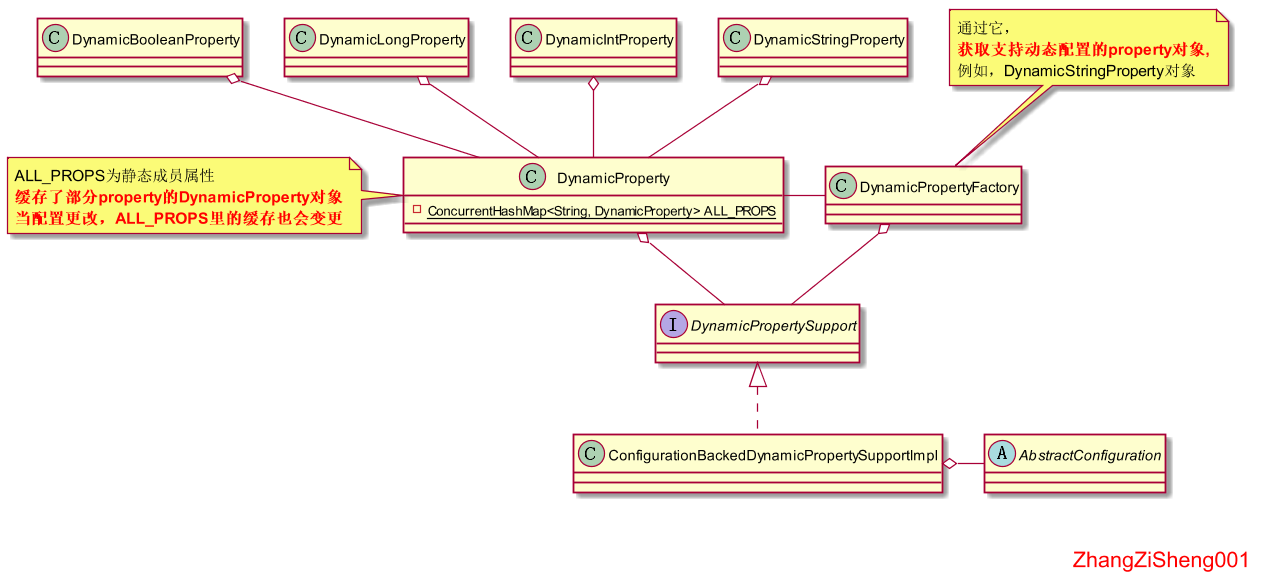 C DynamicBooleanProperty
C DynamicLongProperty
C DynamicIntProperty
C DynamicStringProperty
通过它，
获取支持动态配置的property对象，
例如，DynamicStringProperty对象
ALL_PROPS为静态成员属性
缓存了部分property的DynamicProperty对象
当配置更改，ALL_PROPS里的缓存也会变更
C DynamicProperty
ConcurrentHashMap<String, DynamicProperty> ALL_PROPS
C DynamicPropertyFactory
I DynamicPropertySupport
C ConfigurationBackedDynamicPropertySupportImpl
A AbstractConfiguration
ZhangZiSheng001